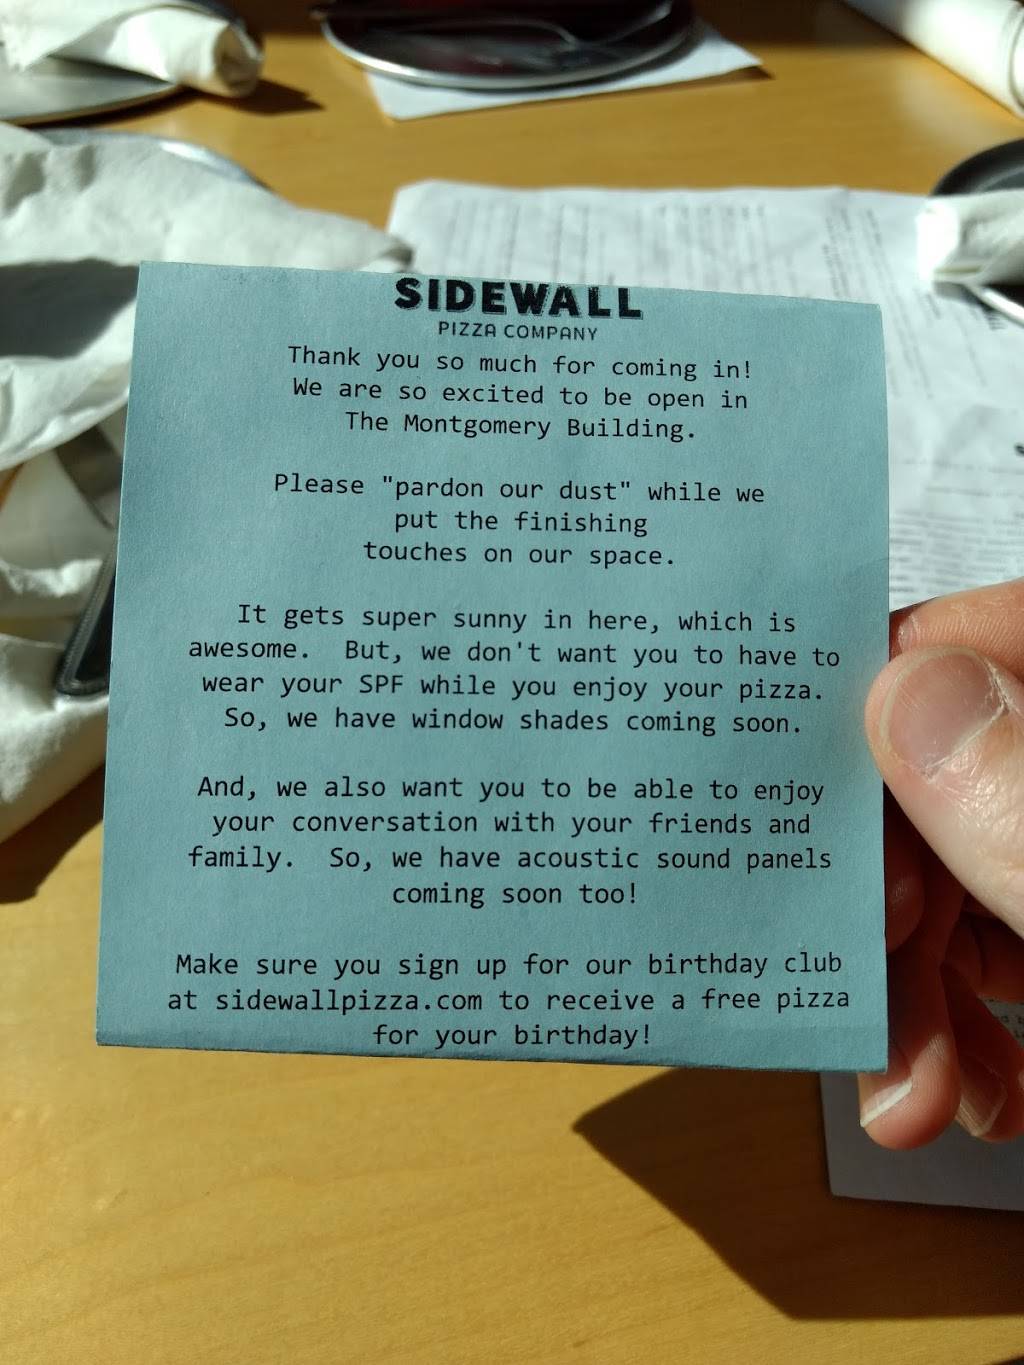 SIDEWALL
PIZZA COMPANY
Thank you so much for coming in!
We are so excited to be open in
The Montgomery Building.
Please "pardon our dust" while we
put the finishing
touches on our space.
It gets super sunny in here, which is
awesome.  But, we don't want you to have to
wear your SPF while you enjoy your pizza.
So, we have window shades coming soon.
And, we also want you to be able to enjoy
your conversation with your friends and
family.  So, we have acoustic sound panels
coming soon too!
Make sure you sign up for our birthday club
at sidewallpizza.com to receive a free pizza
for your birthday!